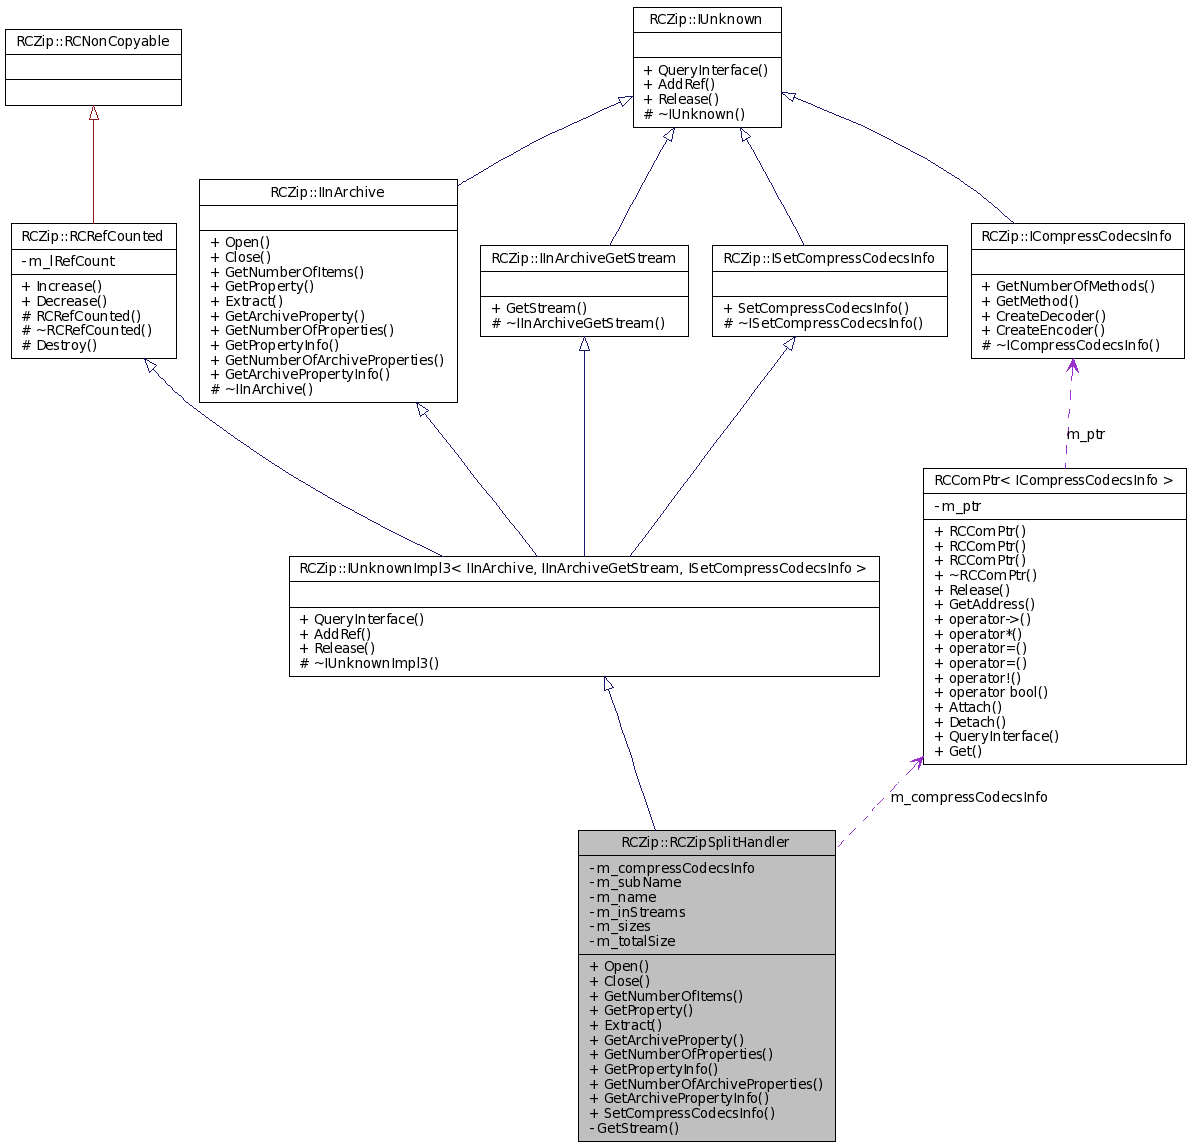 RCZip::RCNonCopyable
RCZip::IUnknown
+ QueryInterface()
+ AddRef()
+ Release()
# ~IUnknown()
RCZip::RCRefCounted
- m_lRefCount
+ Increase()
+ Decrease()
# RCRefCounted()
# ~RCRefCounted()
# Destroy()
RCZip::IInArchive
+ Open()
+ Close()
+ GetNumberOfItems()
+ GetProperty()
+ Extract()
+ GetArchiveProperty()
+ GetNumberOfProperties()
+ GetPropertyInfo()
+ GetNumberOfArchiveProperties()
+ GetArchivePropertyInfo()
# ~IInArchive()
RCZip::IInArchiveGetStream
+ GetStream()
# ~IInArchiveGetStream()
RCZip::ISetCompressCodecsInfo
+ SetCompressCodecsInfo()
# ~ISetCompressCodecsInfo()
RCZip::ICompressCodecsInfo
+ GetNumberOfMethods()
+ GetMethod()
+ CreateDecoder()
+ CreateEncoder()
# ~ICompressCodecsInfo()
m_ptr
RCComPtr< ICompressCodecsInfo >
- m_ptr
+ RCComPtr()
+ RCComPtr()
+ RCComPtr()
+ ~RCComPtr()
+ Release()
+ GetAddress()
+ operator->()
+ operator*()
+ operator=()
+ operator=()
+ operator!()
+ operator bool()
+ Attach()
+ Detach()
+ QueryInterface()
+ Get()
RCZip::IUnknownImpl3< IInArchive, IInArchiveGetStream, ISetCompressCodecsInfo >
+ QueryInterface()
+ AddRef()
+ Release()
# ~IUnknownImpl3()
m_compressCodecsInfo
RCZip::RCZipSplitHandler
- m_compressCodecsInfo
- m_subName
- m_name
- m_inStreams
- m_sizes
- m_totalSize
+ Open()
+ Close()
+ GetNumberOfItems()
+ GetProperty()
+ Extract()
+ GetArchiveProperty()
+ GetNumberOfProperties()
+ GetPropertyInfo()
+ GetNumberOfArchiveProperties()
+ GetArchivePropertyInfo()
+ SetCompressCodecsInfo()
- GetStream()